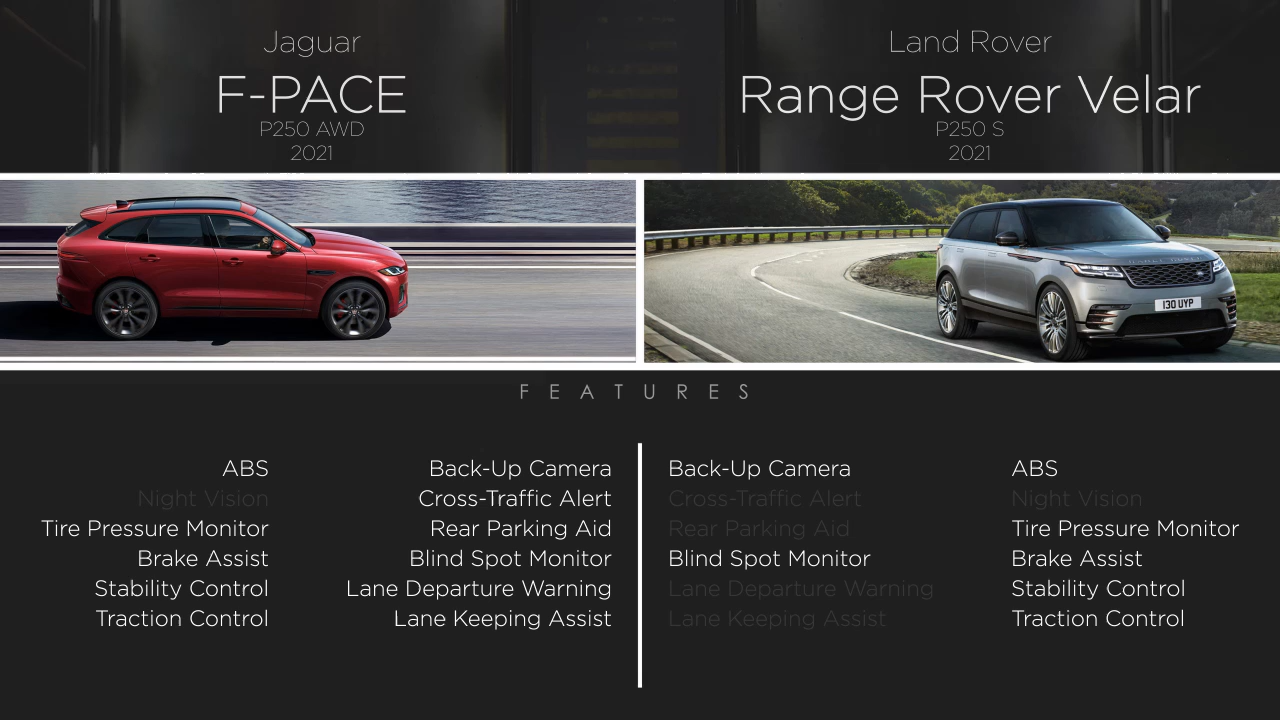 Jaguar
F-PACE
P250 AWD
2021
Land Rover
Range Rover Velar
P250 S
2021
RANGE ROVER
130 UYP
FEATURES
ABS
Night Vision
Tire Pressure Monitor
Brake Assist
Stability Control
Traction Control
Back-Up Camera
Cross-Traffic Alert
Rear Parking Aid
Blind Spot Monitor
Lane Departure Warning
Lane Keeping Assist
Back-Up Camera
Cross-Traffic Alert
Rear Parking Aid
Blind Spot Monitor
Lane Departure Warning
Lane Keeping Assist
ABS
Night Vision
Tire Pressure Monitor
Brake Assist
Stability Control
Traction Control